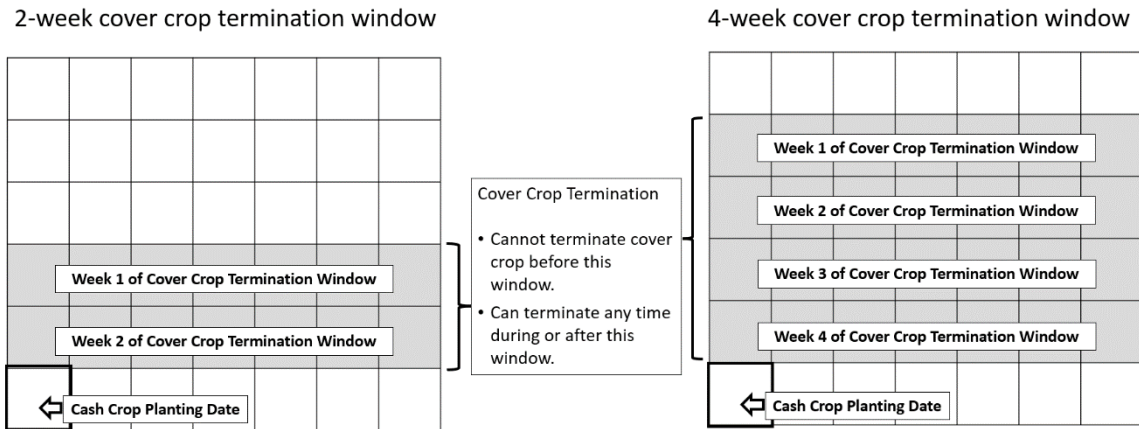 2-week cover crop termination window
4-week cover crop termination window
Week 1 of Cover Crop Termination Window
Week 2 of Cover Crop Termination Window
Cash Crop Planting Date
Cover Crop Termination
• Cannot terminate cover
crop before this
window.
• Can terminate any time
during or after this
window.
Week 1 of Cover Crop Termination Window
Week 2 of Cover Crop Termination Window
Week 3 of Cover Crop Termination Window
Week 4 of Cover Crop Termination Window
Cash Crop Planting Date